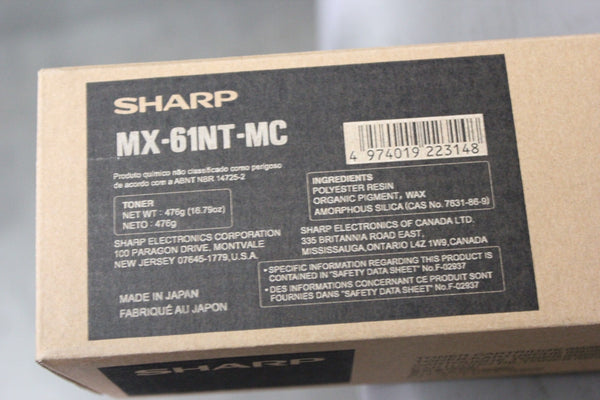 SHARP
MX-61NT-MC
4 974019 223148
Produto químico não classificado como perigoso
de acordo com a ABNT NBR 14725-2
TONER
NET WT : 476g (16.79oz)
NETO : 476g
INGREDIENTS
POLYESTER RESIN
ORGANIC PIGMENT, WAX
AMORPHOUS SILICA (CAS No. 7631-86-9)
SHARP ELECTRONICS CORPORATION
100 PARAGON DRIVE, MONTVALE
NEW JERSEY 07645-1779, U.S.A.
SHARP ELECTRONICS OF CANADA LTD.
335 BRITANNIA ROAD EAST,
MISSISSAUGA, ONTARIO L4Z 1W9, CANADA
• SPECIFIC INFORMATION REGARDING THIS PRODUCT IS
CONTAINED IN "SAFETY DATA SHEET" No.F-02937
• DES INFORMATIONS CONCERNANT CE PRODUIT SONT
FOURNIES DANS "SAFETY DATA SHEET" No.F-02937
MADE IN JAPAN
FABRIQUÉ AU JAPON
SHARP